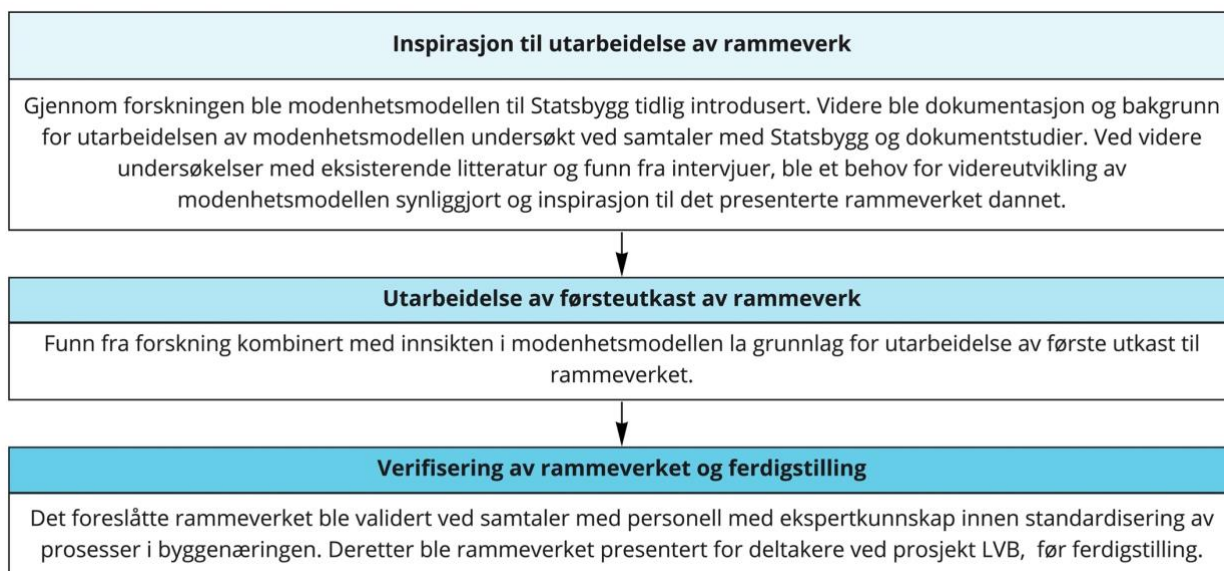 Inspirasjon til utarbeidelse av rammeverk
Gjennom forskningen ble modenhetsmodellen til Statsbygg tidlig introdusert. Videre ble dokumentasjon og bakgrunn
for utarbeidelsen av modenhetsmodellen undersøkt ved samtaler med Statsbygg og dokumentstudier. Ved videre
undersøkelser med eksisterende litteratur og funn fra intervjuer, ble et behov for videreutvikling av
modenhetsmodellen synliggjort og inspirasjon til det presenterte rammeverket dannet.
Utarbeidelse av førsteutkast av rammeverk
Funn fra forskning kombinert med innsikten i modenhetsmodellen la grunnlag for utarbeidelse av første utkast til
rammeverket.
Verifisering av rammeverket og ferdigstilling
Det foreslåtte rammeverket ble validert ved samtaler med personell med ekspertkunnskap innen standardisering av
prosesser i byggenæringen. Deretter ble rammeverket presentert for deltakere ved prosjekt LVB, før ferdigstilling.